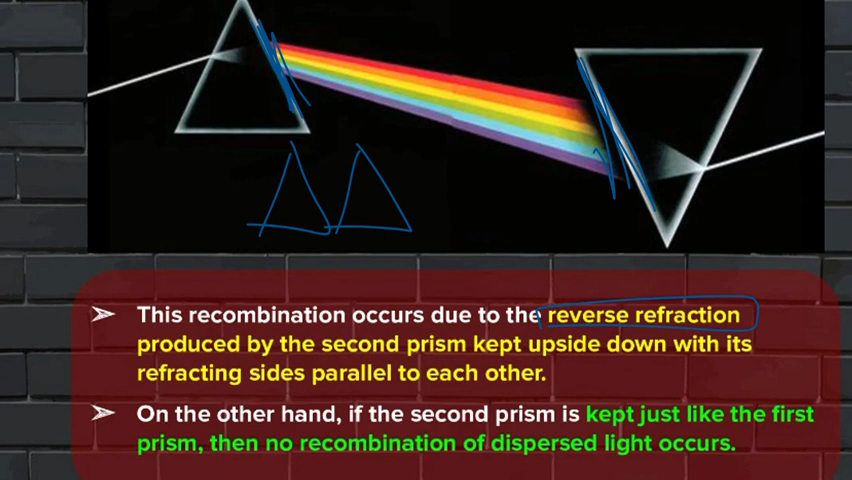 This recombination occurs due to the reverse refraction
produced by the second prism kept upside down with its
refracting sides parallel to each other.
On the other hand, if the second prism is kept just like the first
prism, then no recombination of dispersed light occurs.